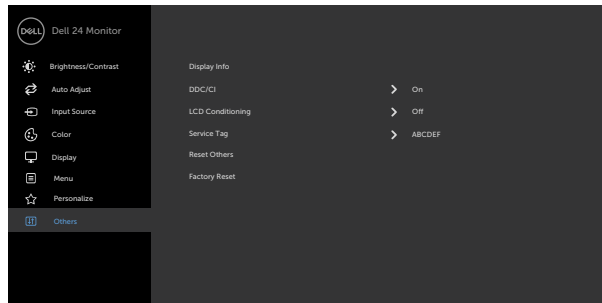 DELL Dell 24 Monitor
Brightness/Contrast
Auto Adjust
Input Source
Color
Display
Menu
Personalize
Others
Display Info
DDC/CI On
LCD Conditioning Off
Service Tag ABCDEF
Reset Others
Factory Reset